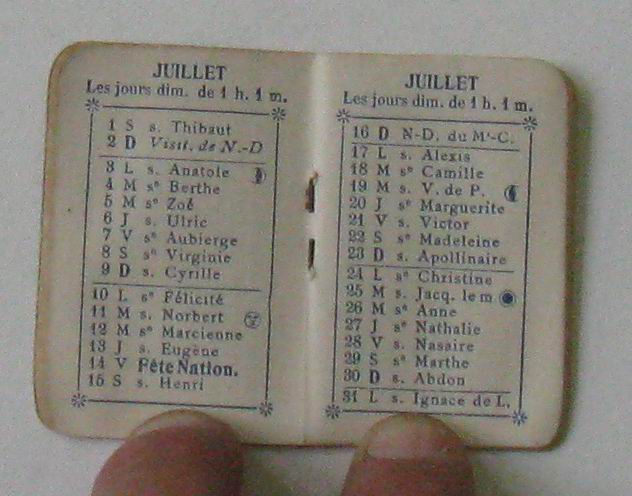 JUILLET
Les jours dim. de 1 h. 1 m.
1 S s. Thibaut
2 D Visit. de N.-D
3 L s. Anatole
4 M sᵉ Berthe
5 M sᵉ Zoé
6 J s. Ulric
7 V sᵉ Aubierge
8 S sᵉ Virginie
9 D s. Cyrille
10 L sᵉ Félicité
11 M s. Norbert
12 M sᵉ Marcienne
13 J s. Eugène
14 V Fête Nation.
15 S s. Henri
JUILLET
Les jours dim. de 1 h. 1 m.
16 D N-D. du Mᵗ-C.
17 L s. Alexis
18 M sᵉ Camille
19 M s. V. de P.
20 J sᵉ Marguerite
21 V s. Victor
22 S sᵉ Madeleine
23 D s. Apollinaire
24 L sᵉ Christine
25 M s. Jacq. le m
26 M sᵉ Anne
27 J sᵉ Nathalie
28 V s. Nazaire
29 S sᵉ Marthe
30 D s. Abdon
31 L s. Ignace de L.